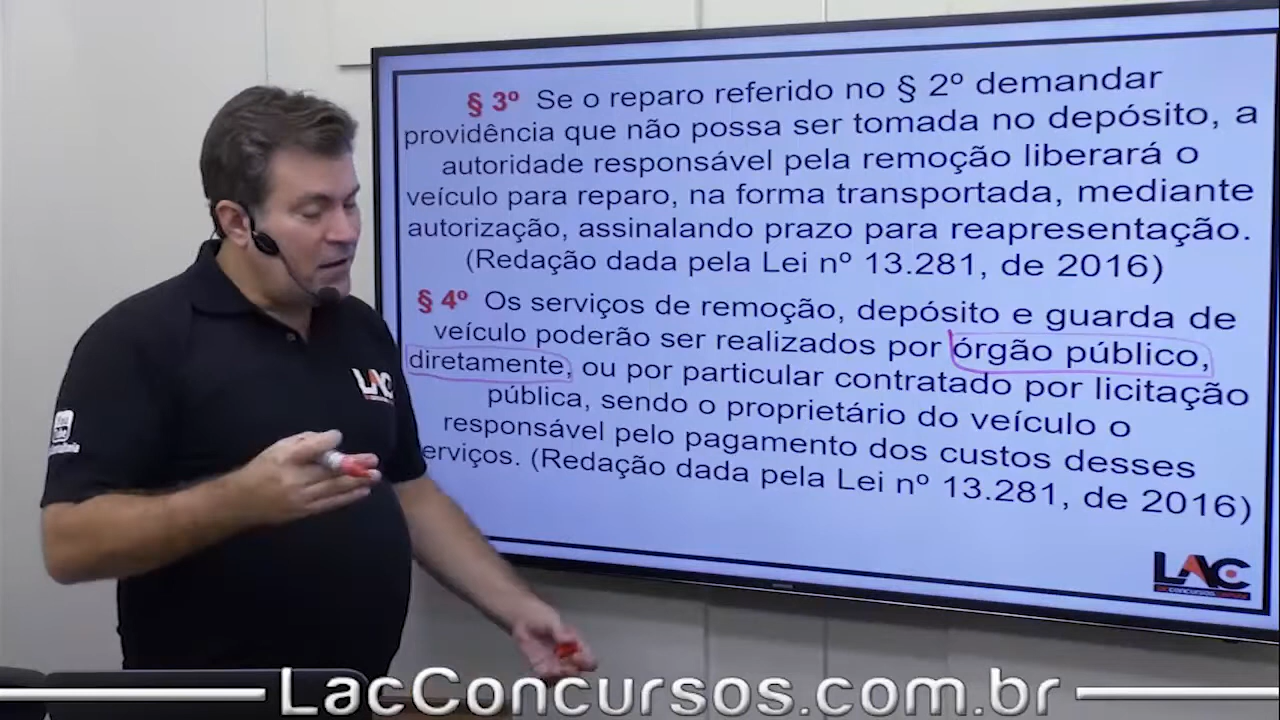 § 3º Se o reparo referido no § 2º demandar
providência que não possa ser tomada no depósito, a
autoridade responsável pela remoção liberará o
veículo para reparo, na forma transportada, mediante
autorização, assinalando prazo para reapresentação.
(Redação dada pela Lei nº 13.281, de 2016)
§ 4º Os serviços de remoção, depósito e guarda de
veículo poderão ser realizados por órgão público,
diretamente, ou por particular contratado por licitação
pública, sendo o proprietário do veículo o
responsável pelo pagamento dos custos desses
erviços. (Redação dada pela Lei nº 13.281, de 2016)
LAC
LAC
LacConcursos.com.br